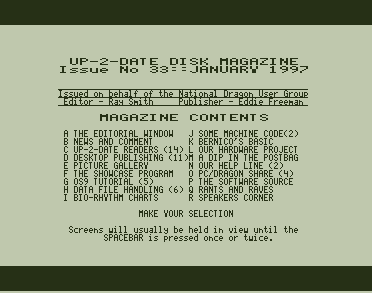 UP-2-DATE DISK MAGAZINE
Issue No 33::JANUARY 1997
Issued on behalf of the National Dragon User Group
Editor - Ray Smith Publisher - Eddie Freeman
MAGAZINE CONTENTS
A THE EDITORIAL WINDOW J SOME MACHINE CODE(2)
B NEWS AND COMMENT K BERNICO'S BASIC
C UP-2-DATE READERS (14) L OUR HARDWARE PROJECT
D DESKTOP PUBLISHING (11)M A DIP IN THE POSTBAG
E PICTURE GALLERY N OUR HELP LINE (2)
F THE SHOWCASE PROGRAM O PC/DRAGON SHARE (4)
G OS9 TUTORIAL (5) P THE SOFTWARE SOURCE
H DATA FILE HANDLING (6) Q RANTS AND RAVES
I BIO-RHYTHM CHARTS R SPEAKERS CORNER
MAKE YOUR SELECTION
Screens will usually be held in view until the
SPACEBAR is pressed once or twice.